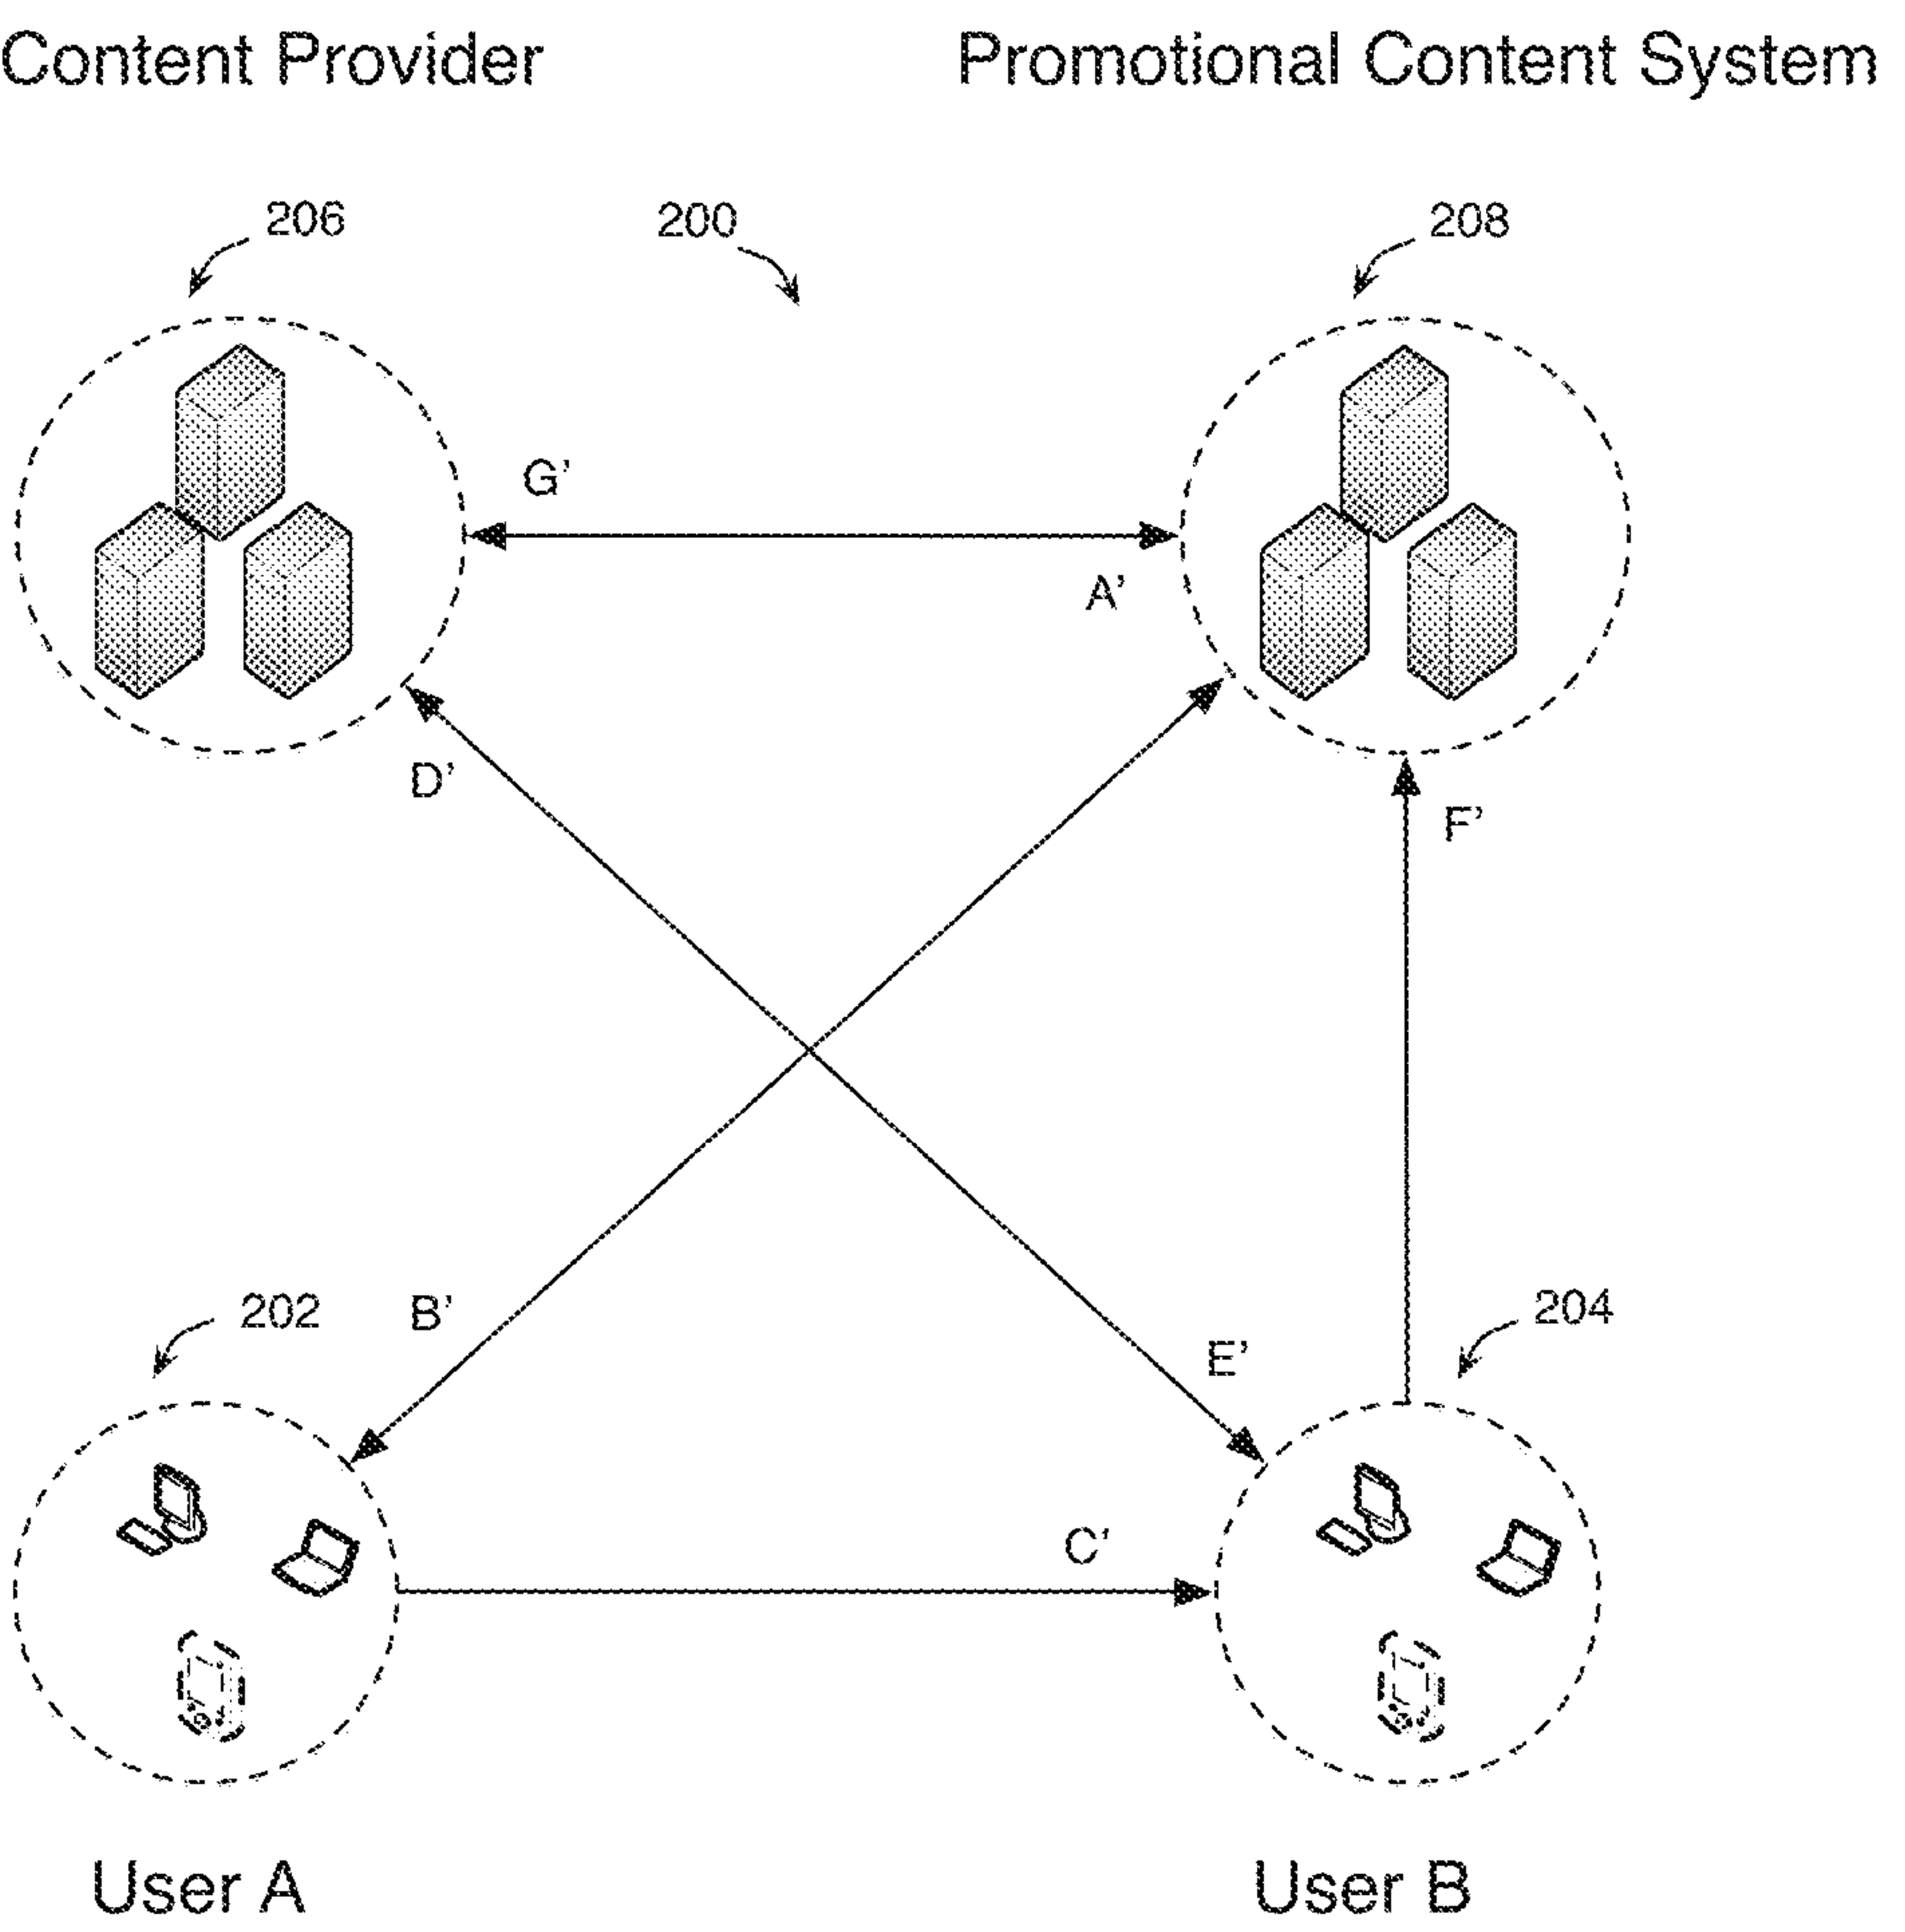 Content Provider
Promotional Content System
206
200
208
G'
A'
D'
F'
202
B'
204
E'
C'
User A
User B